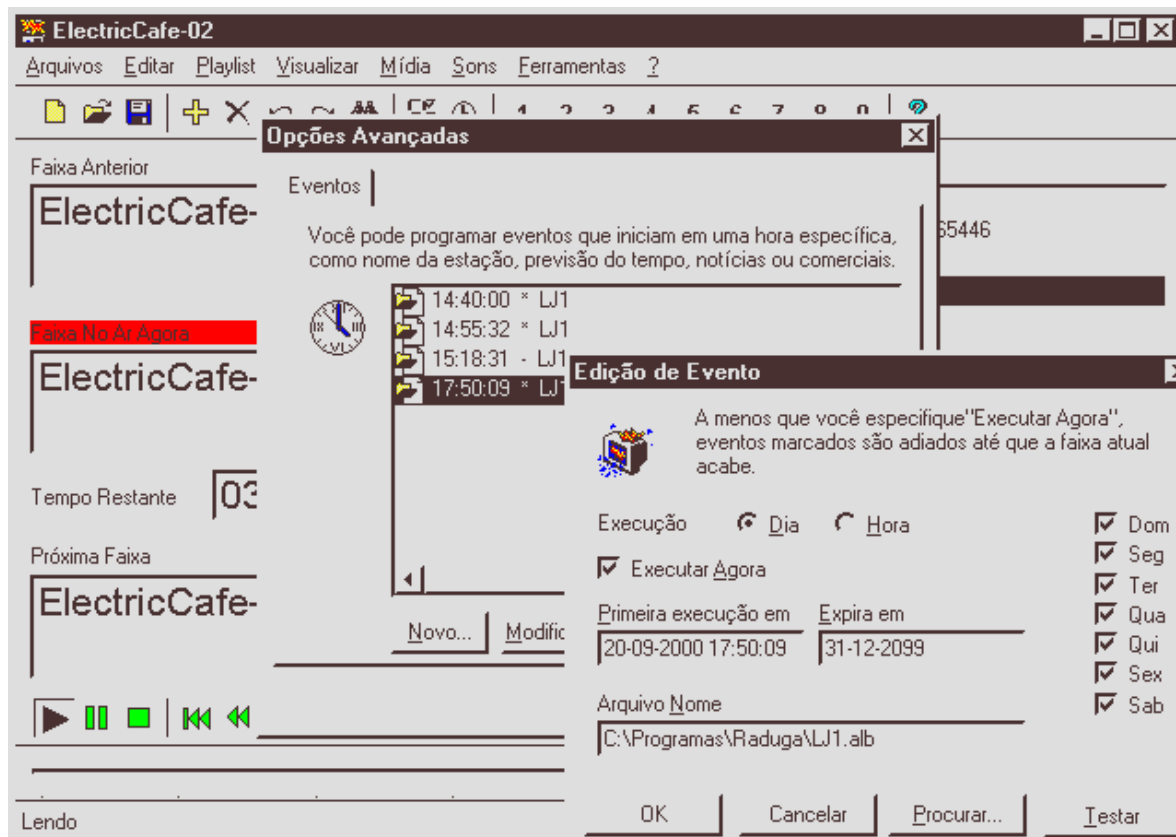 ElectricCafe-02
Arquivos Editar Playlist Visualizar Mídia Sons Ferramentas ?
Opções Avançadas
Faixa Anterior
ElectricCafe-
Eventos
Você pode programar eventos que iniciam em uma hora específica,
como nome da estação, previsão do tempo, notícias ou comerciais.
65446
14:40:00 * LJ1
14:55:32 * LJ1
15:18:31 - LJ1
17:50:09 * LJ1
Faixa No Ar Agora
ElectricCafe-
Tempo Restante 03
Próxima Faixa
ElectricCafe-
Novo... Modific
Edição de Evento
A menos que você especifique"Executar Agora",
eventos marcados são adiados até que a faixa atual
acabe.
Execução Dia Hora
Executar Agora
Primeira execução em Expira em
20-09-2000 17:50:09 31-12-2099
Arquivo Nome
C:\Programas\Raduga\LJ1.alb
Dom
Seg
Ter
Qua
Qui
Sex
Sab
OK Cancelar Procurar... Testar
Lendo